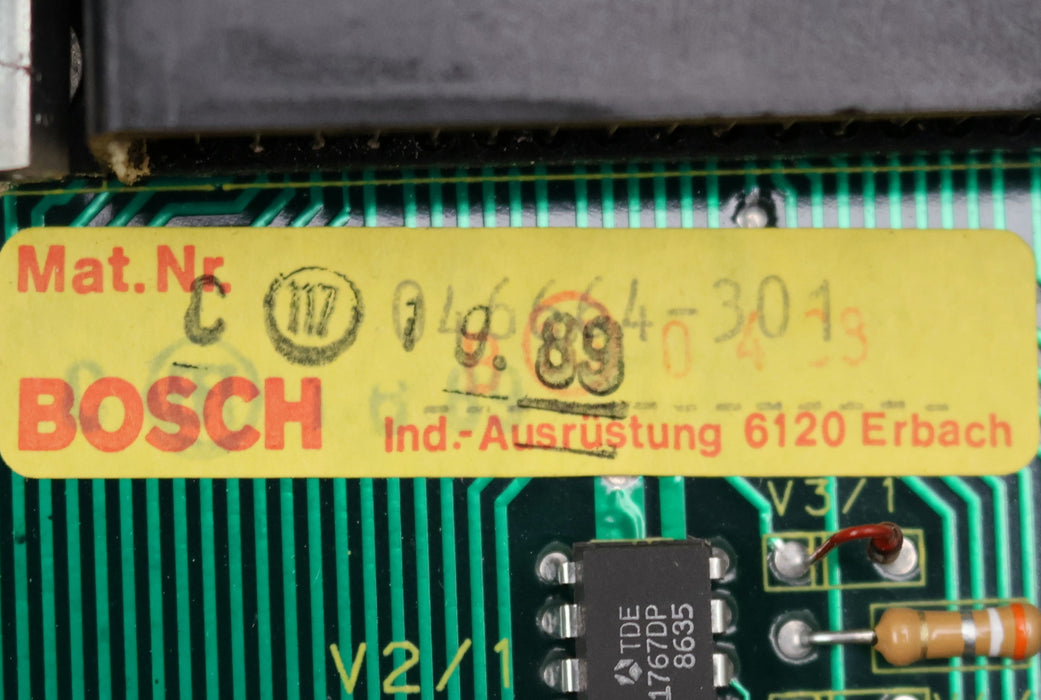 Mat.Nr.
046664-301
C 117 1 9. 89
BOSCH
Ind.-Ausrüstung 6120 Erbach
V3/1
V2/1
TDE
1767DP
8635